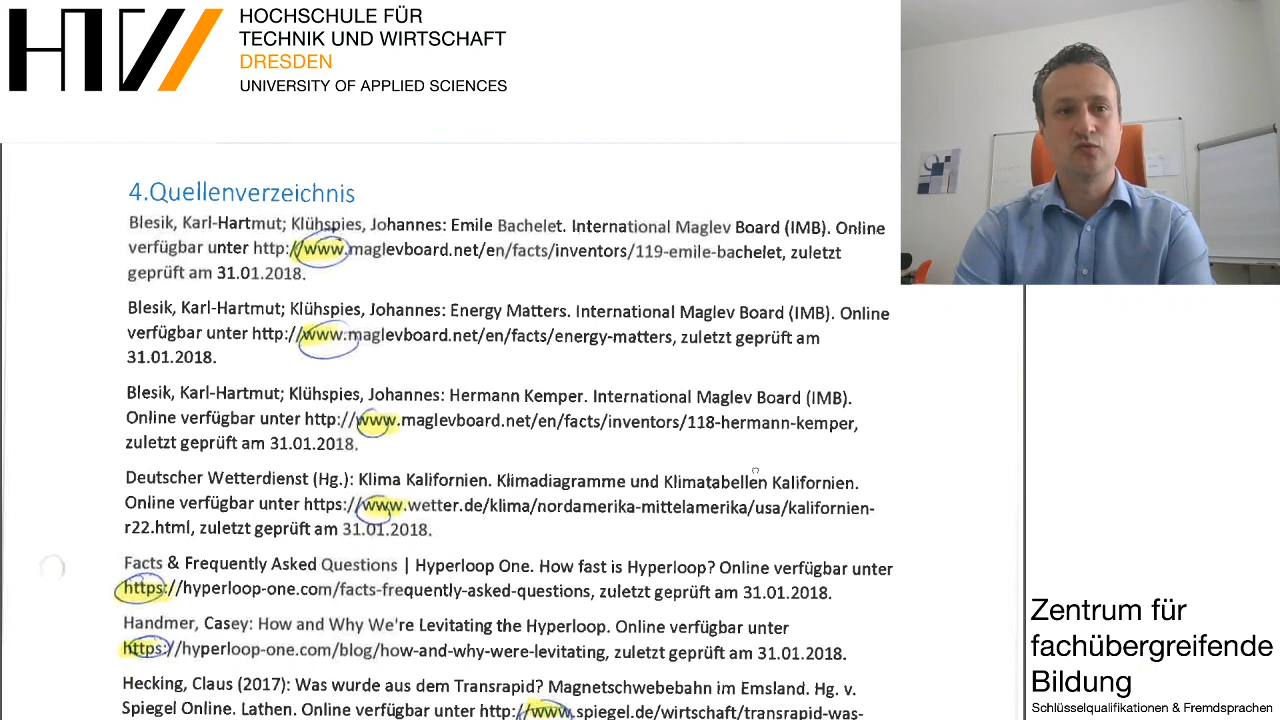 HTW
HOCHSCHULE FÜR
TECHNIK UND WIRTSCHAFT
DRESDEN
UNIVERSITY OF APPLIED SCIENCES
4.Quellenverzeichnis
Blesik, Karl-Hartmut; Klühspies, Johannes: Emile Bachelet. International Maglev Board (IMB). Online
verfügbar unter http://www.maglevboard.net/en/facts/inventors/119-emile-bachelet, zuletzt
geprüft am 31.01.2018.
Blesik, Karl-Hartmut; Klühspies, Johannes: Energy Matters. International Maglev Board (IMB). Online
verfügbar unter http://www.maglevboard.net/en/facts/energy-matters, zuletzt geprüft am
31.01.2018.
Blesik, Karl-Hartmut; Klühspies, Johannes: Hermann Kemper. International Maglev Board (IMB).
Online verfügbar unter http://www.maglevboard.net/en/facts/inventors/118-hermann-kemper,
zuletzt geprüft am 31.01.2018.
Deutscher Wetterdienst (Hg.): Klima Kalifornien. Klimadiagramme und Klimatabellen Kalifornien.
Online verfügbar unter https://www.wetter.de/klima/nordamerika-mittelamerika/usa/kalifornien-
r22.html, zuletzt geprüft am 31.01.2018.
Facts & Frequently Asked Questions | Hyperloop One. How fast is Hyperloop? Online verfügbar unter
https://hyperloop-one.com/facts-frequently-asked-questions, zuletzt geprüft am 31.01.2018.
Handmer, Casey: How and Why We're Levitating the Hyperloop. Online verfügbar unter
https://hyperloop-one.com/blog/how-and-why-were-levitating, zuletzt geprüft am 31.01.2018.
Hecking, Claus (2017): Was wurde aus dem Transrapid? Magnetschwebebahn im Emsland. Hg. v.
Spiegel Online. Lathen. Online verfügbar unter http://www.spiegel.de/wirtschaft/transrapid-was-
Zentrum für
fachübergreifende
Bildung
Schlüsselqualifikationen & Fremdsprachen